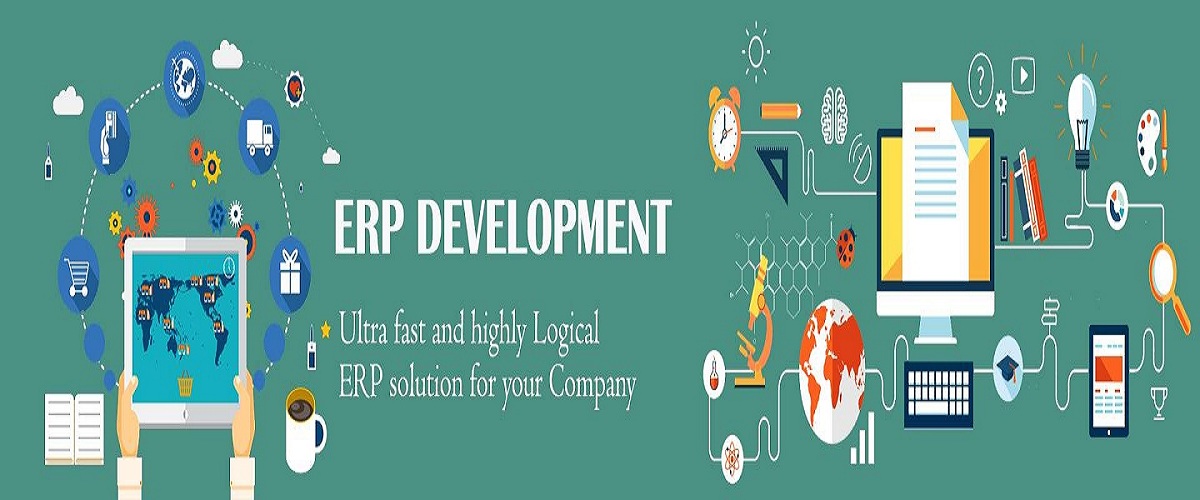 ERP DEVELOPMENT
Ultra fast and highly Logical
ERP solution for your Company
?